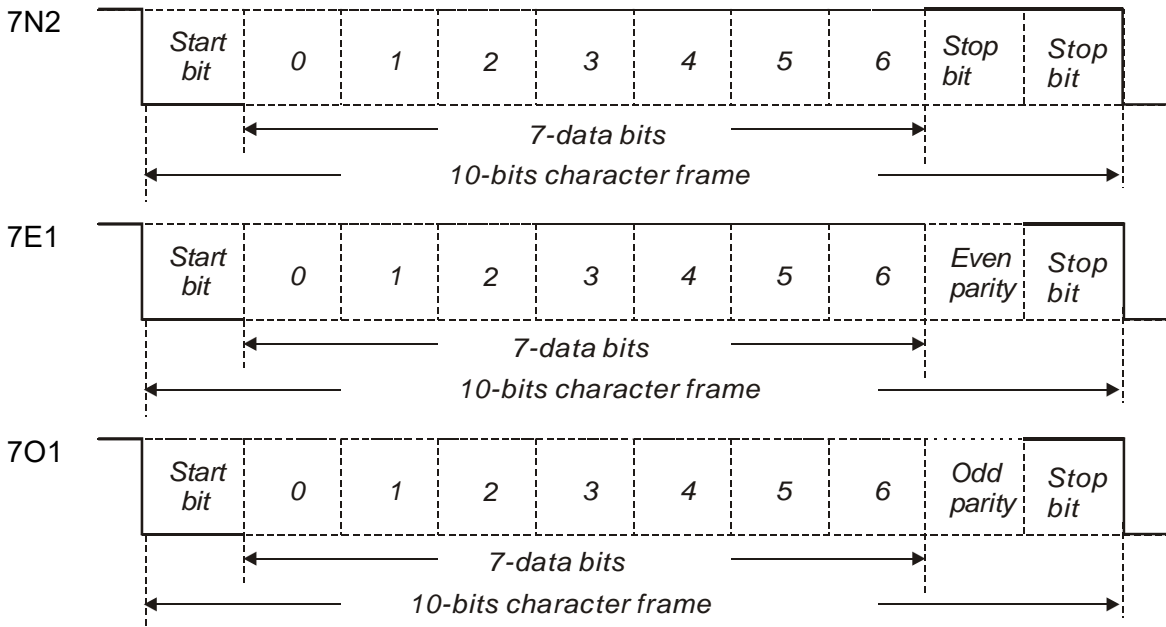 7N2
Start bit 0 1 2 3 4 5 6 Stop bit Stop bit
7-data bits
10-bits character frame
7E1
Start bit 0 1 2 3 4 5 6 Even parity Stop bit
7-data bits
10-bits character frame
7O1
Start bit 0 1 2 3 4 5 6 Odd parity Stop bit
7-data bits
10-bits character frame